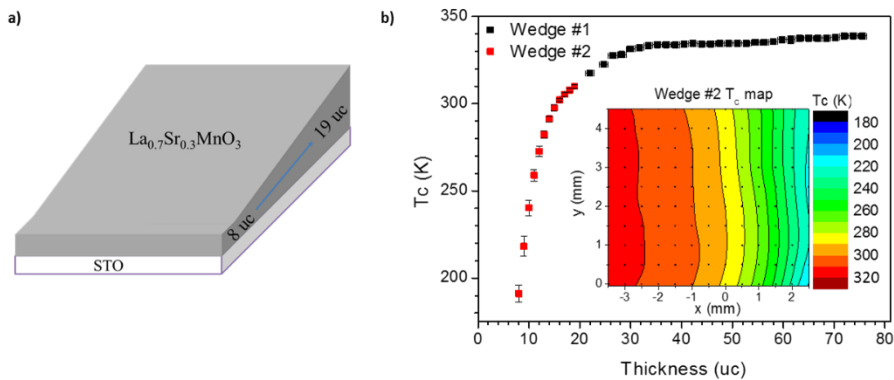 a)
La0.7Sr0.3MnO3
19 uc
8 uc
STO
b)
350
300
250
200
Tc (K)
Wedge #1
Wedge #2
Wedge #2 Tc map
4
3
2
1
0
y (mm)
-3 -2 -1 0 1 2
x (mm)
Tc (K)
180
200
220
240
260
280
300
320
0 10 20 30 40 50 60 70 80
Thickness (uc)